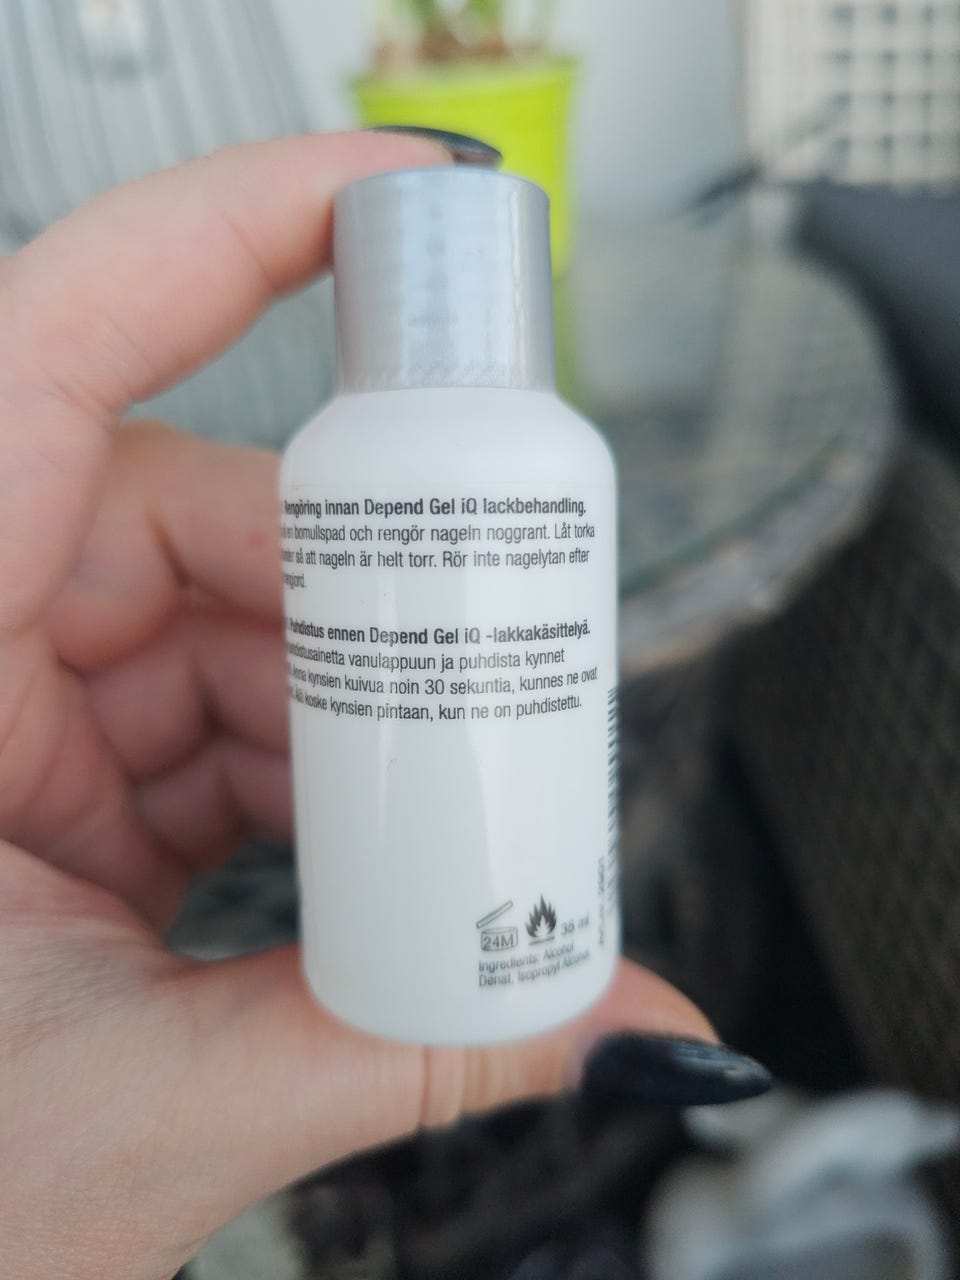 Rengöring innan Depend Gel iQ lackbehandling.
en bomullspad och rengör nageln noggrant. Låt torka
så att nageln är helt torr. Rör inte nagelytan efter
Puhdistus ennen Depend Gel iQ -lakkakäsittelyä.
puhdistusainetta vanulappuun ja puhdista kynnet
Anna kynsien kuivua noin 30 sekuntia, kunnes ne ovat
Älä koske kynsien pintaan, kun ne on puhdistettu.
24M 35 ml
Ingredients: Alcohol
Denat, Isopropyl Alcohol